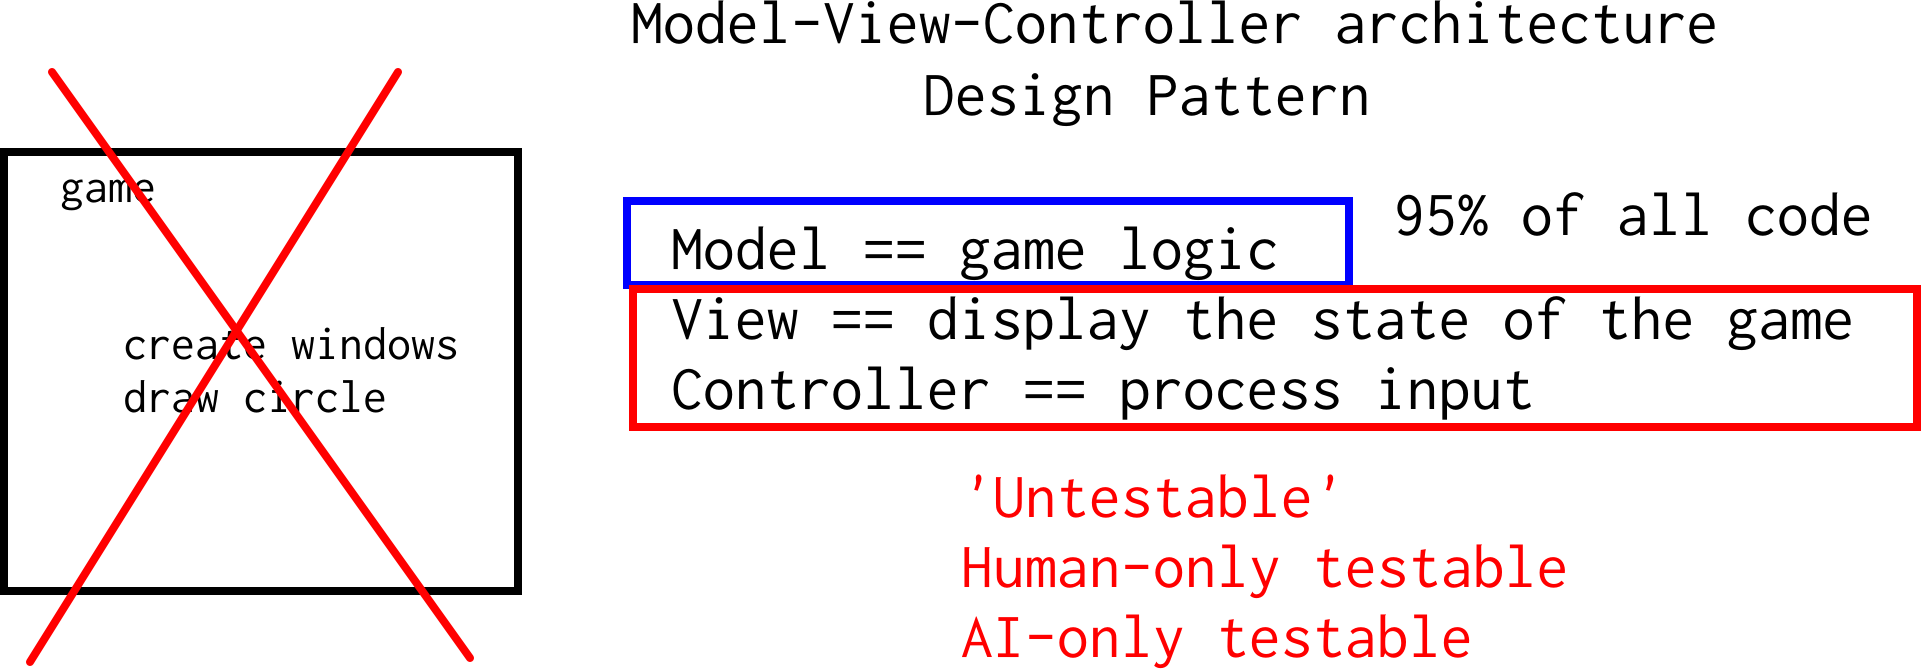 Model-View-Controller architecture
Design Pattern
game
create windows
draw circle
Model == game logic
95% of all code
View == display the state of the game
Controller == process input
'Untestable'
Human-only testable
AI-only testable